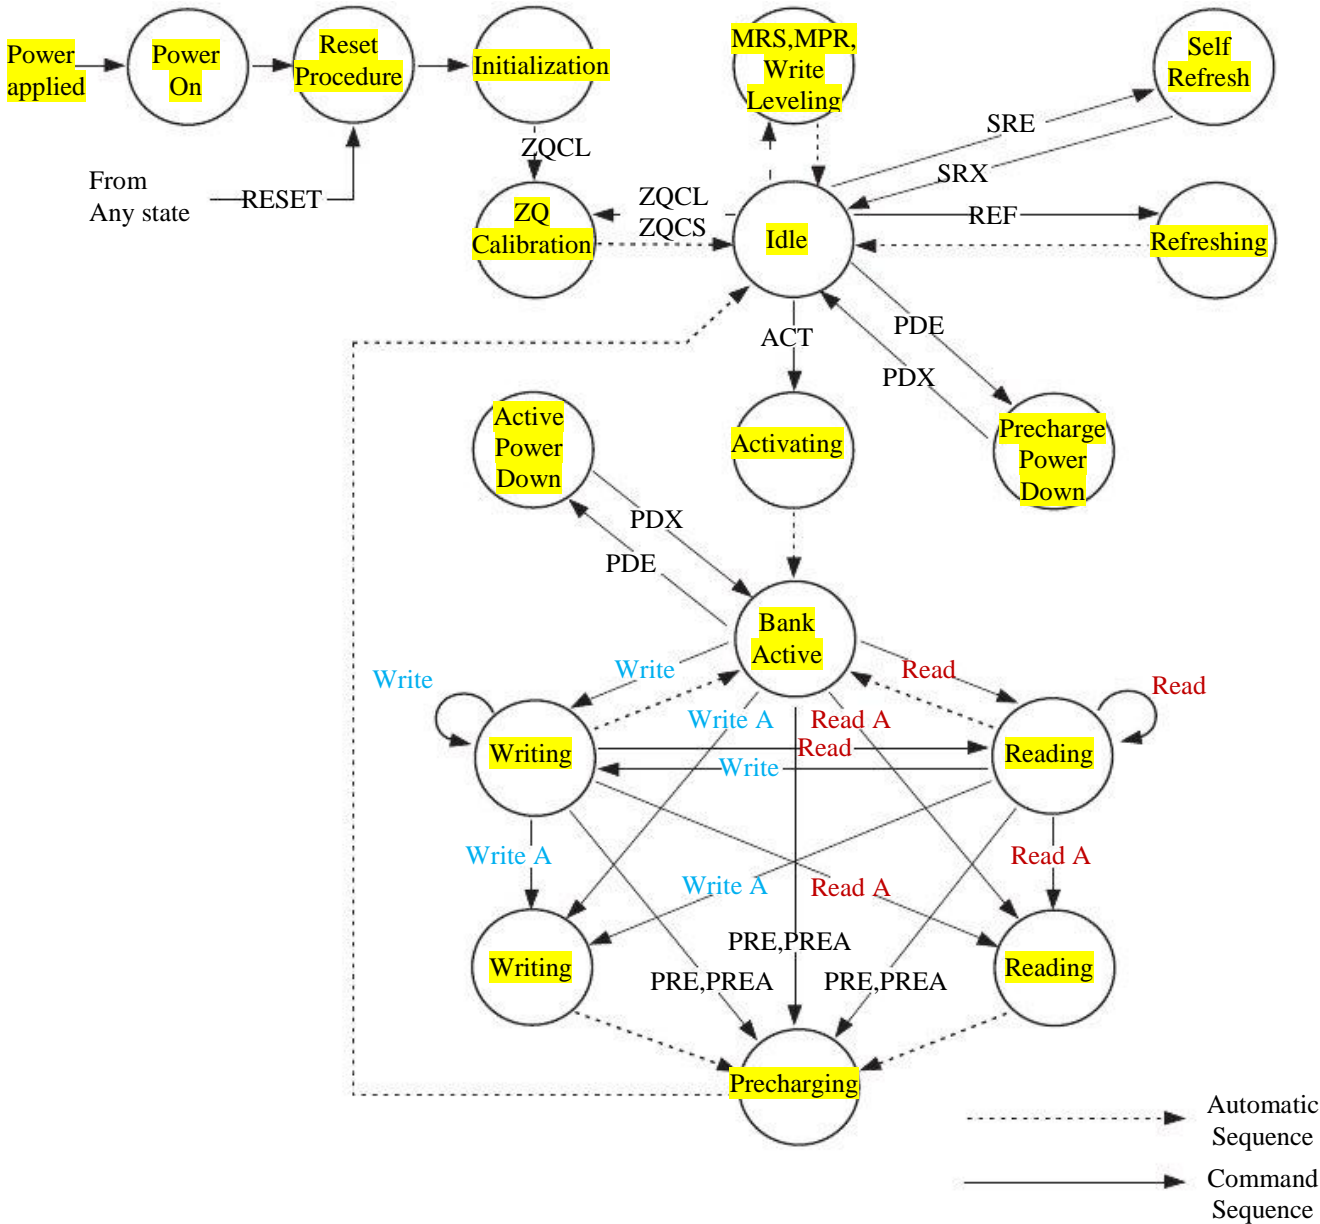 Power
applied
Power
On
Reset
Procedure
Initialization
MRS,MPR,
Write
Leveling
Self
Refresh
ZQCL
SRE
SRX
From
Any state
RESET
ZQ
Calibration
ZQCL
ZQCS
Idle
REF
Refreshing
ACT
PDE
PDX
Active
Power
Down
Activating
Precharge
Power
Down
PDX
PDE
Bank
Active
Write
Write
Read
Read
Write A
Read A
Writing
Read
Write
Reading
Write A
Write A
Read A
Read A
Writing
PRE,PREA
PRE,PREA
PRE,PREA
Reading
Precharging
Automatic
Sequence
Command
Sequence